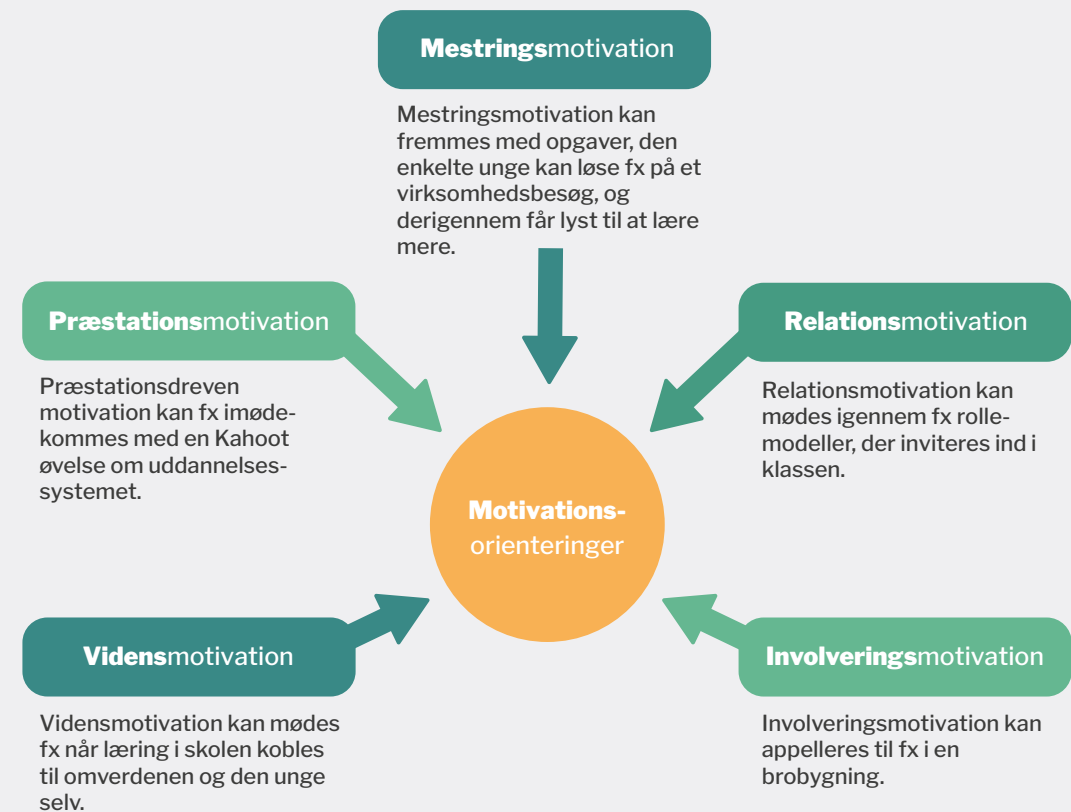 Mestringsmotivation
Mestringsmotivation kan
fremmes med opgaver, den
enkelte unge kan løse fx på et
virksomhedsbesøg, og
derigennem får lyst til at lære
mere.
Præstationsmotivation
Præstationsdreven
motivation kan fx imøde-
kommes med en Kahoot
øvelse om uddannelses-
systemet.
Relationsmotivation
Relationsmotivation kan
mødes igennem fx rolle-
modeller, der inviteres ind i
klassen.
Motivations-
orienteringer
Vidensmotivation
Vidensmotivation kan mødes
fx når læring i skolen kobles
til omverdenen og den unge
selv.
Involveringsmotivation
Involveringsmotivation kan
appelleres til fx i en
brobygning.